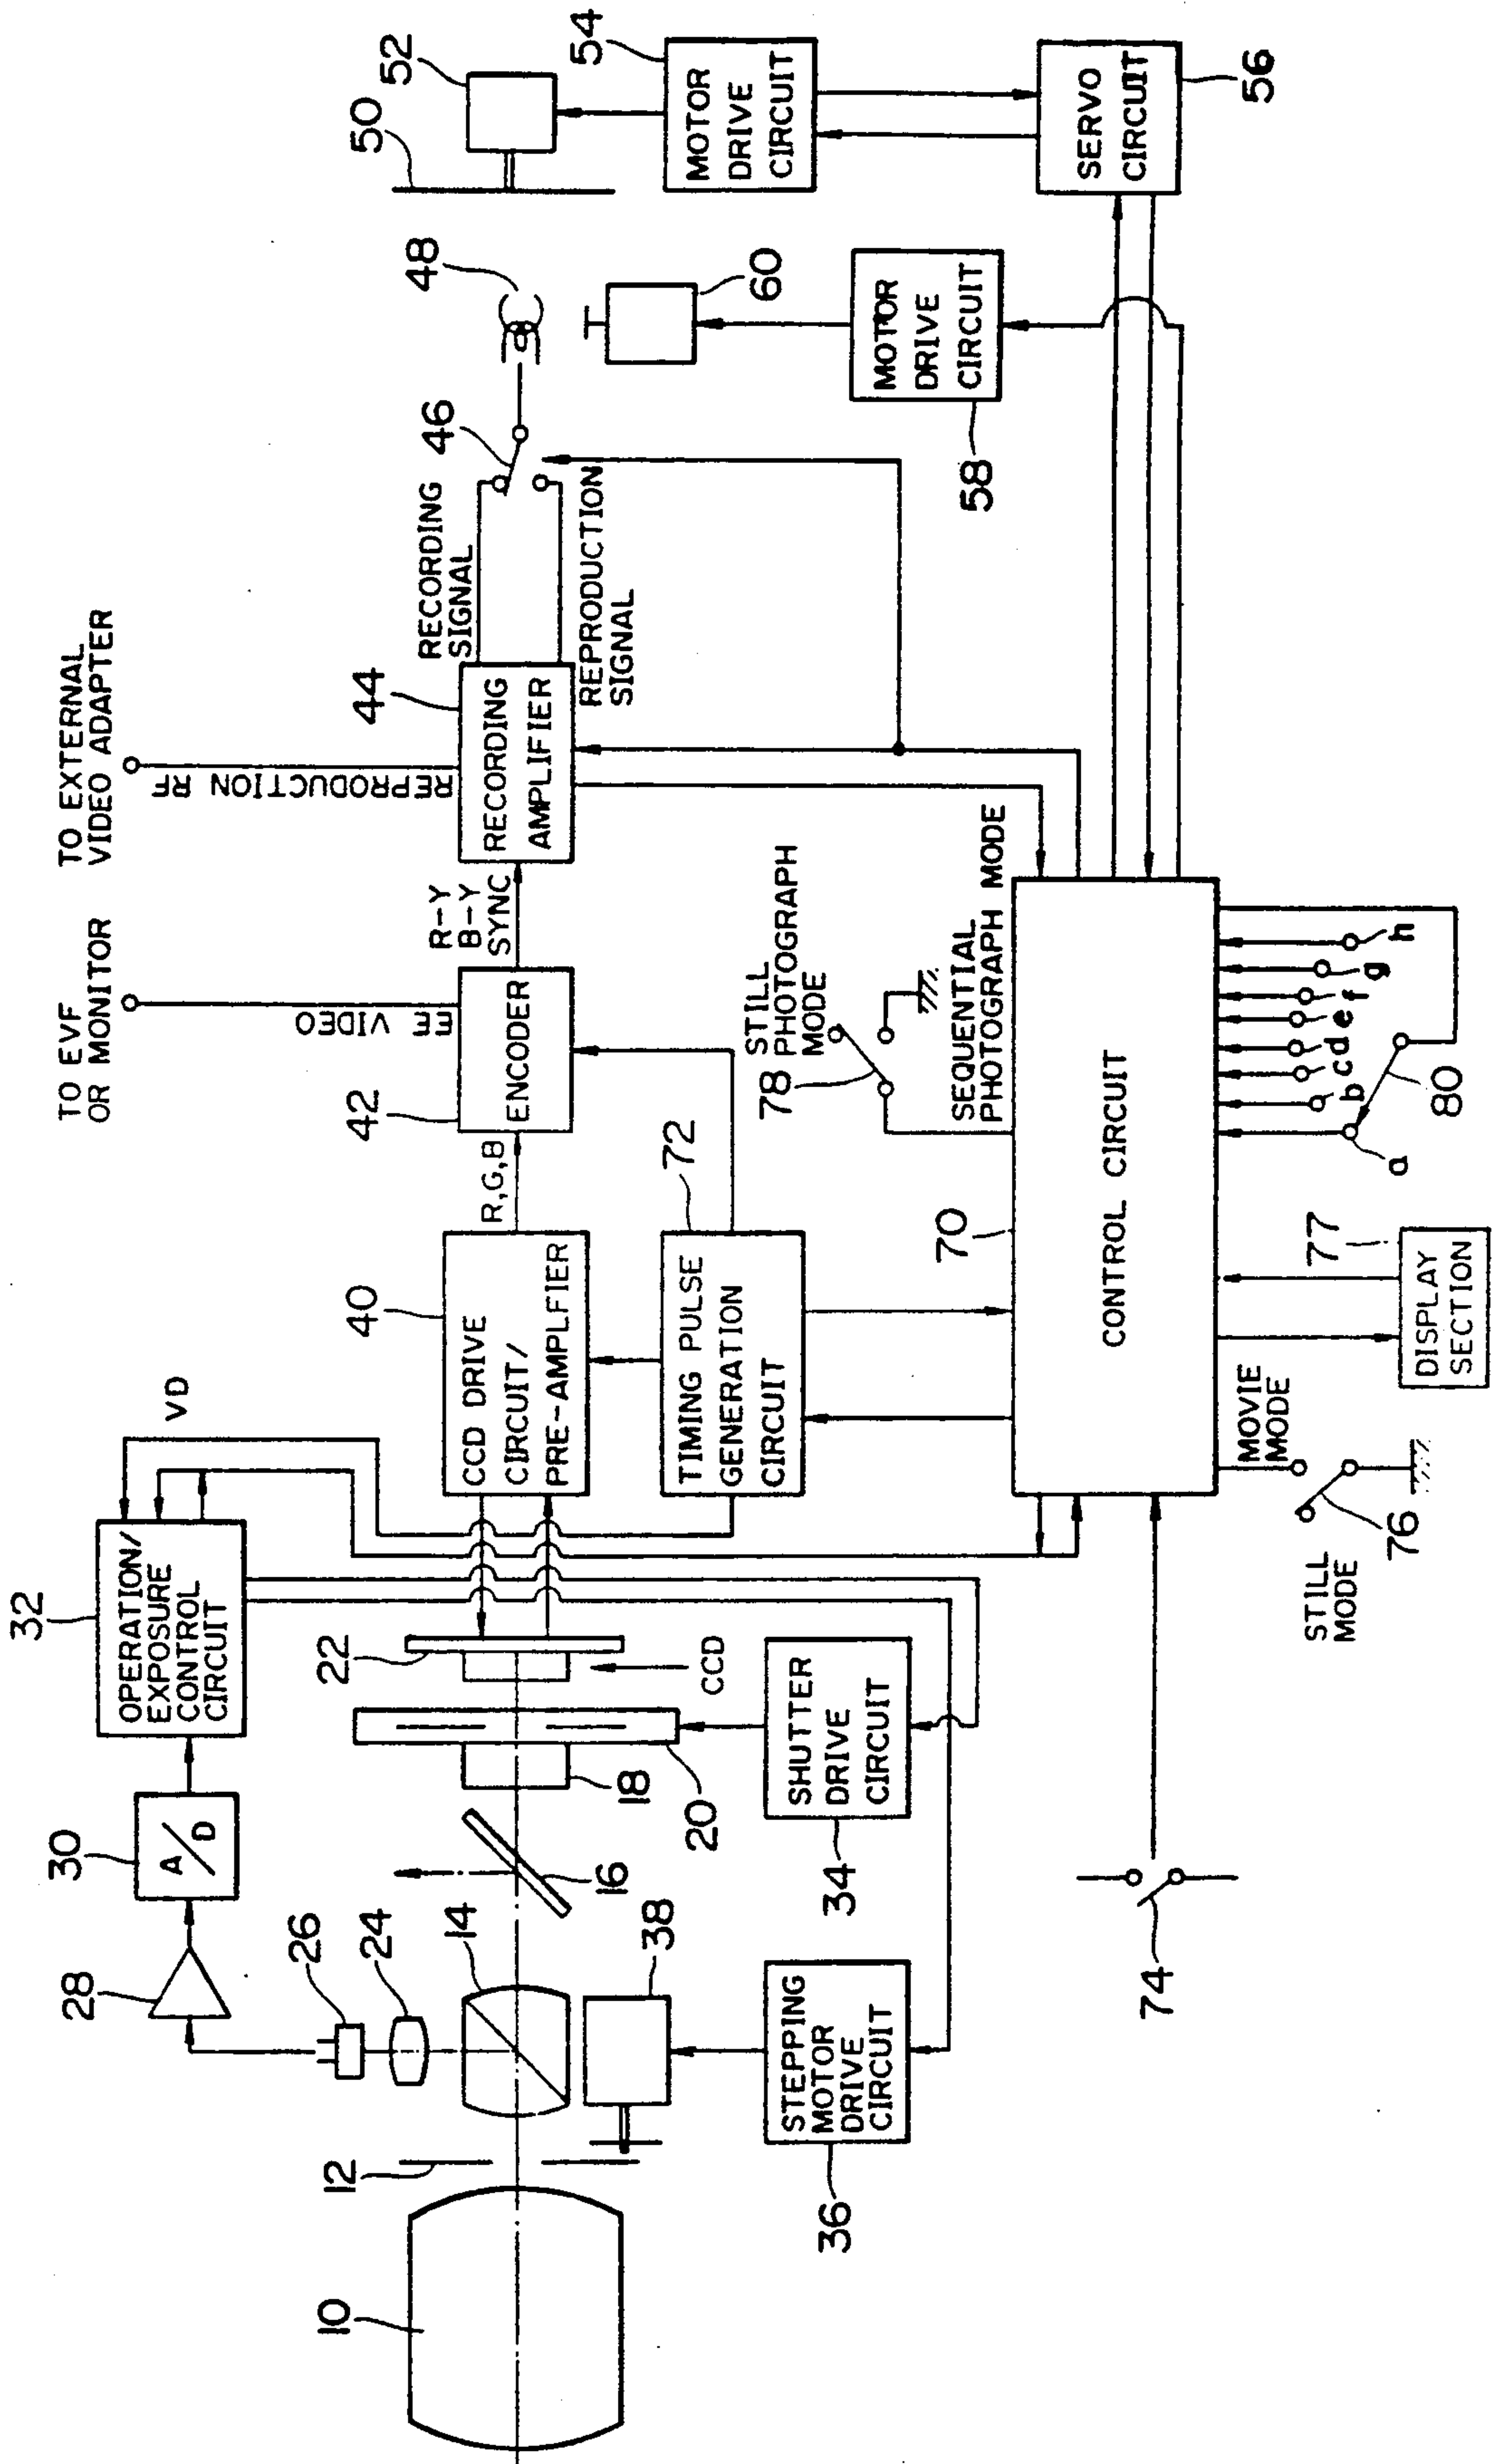 TO EVF
OR MONITOR
TO EXTERNAL
VIDEO ADAPTER
32
OPERATION/
EXPOSURE
CONTROL
CIRCUIT
VD
30
A/D
28
26
24
14
16
18
20
22
CCD
10
12
38
36
STEPPING
MOTOR
DRIVE
CIRCUIT
34
SHUTTER
DRIVE
CIRCUIT
40
CCD DRIVE
CIRCUIT/
PRE-AMPLFIER
R,G,B
42
ENCODER
EE VIDEO
R-Y
B-Y
SYNC
44
RECORDING
AMPLIFIER
REPRODUCTION RF
RECORDING
SIGNAL
REPRODUCTION
SIGNAL
46
48
50
52
54
MOTOR
DRIVE
CIRCUIT
60
58
MOTOR
DRIVE
CIRCUIT
56
SERVO
CIRCUIT
72
TIMING PULSE
GENERATION
CIRCUIT
78
STILL
PHOTOGRAPH
MODE
SEQUENTIAL
PHOTOGRAPH MODE
70
CONTROL CIRCUIT
74
STILL
MODE
76
MOVIE
MODE
77
DISPLAY
SECTION
a
b
c
d
e
f
g
h
80